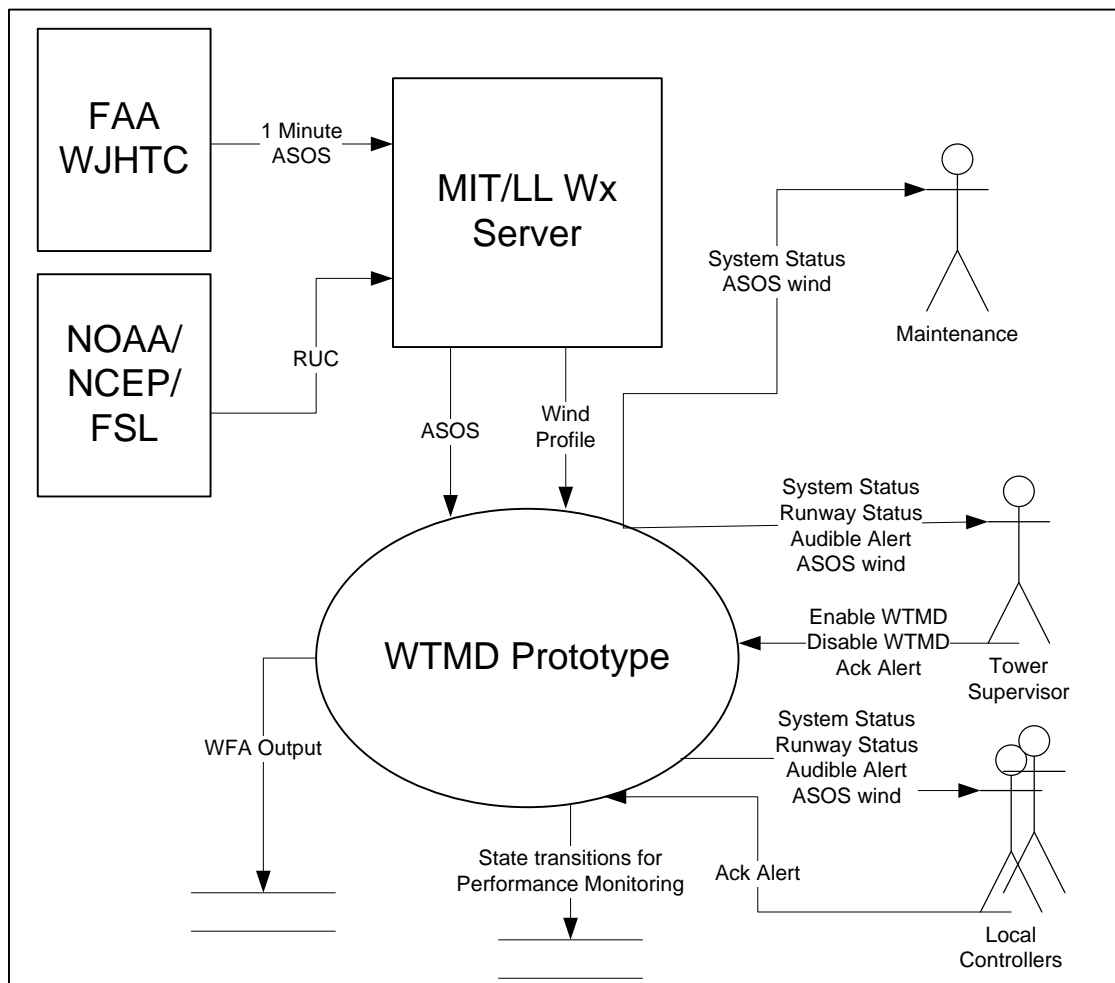 FAA
WJHTC
1 Minute
ASOS
MIT/LL Wx
Server
NOAA/
NCEP/
FSL
RUC
ASOS
Wind
Profile
System Status
ASOS wind
Maintenance
System Status
Runway Status
Audible Alert
ASOS wind
Enable WTMD
Disable WTMD
Ack Alert
Tower
Supervisor
WTMD Prototype
System Status
Runway Status
Audible Alert
ASOS wind
WFA Output
State transitions for
Performance Monitoring
Ack Alert
Local
Controllers